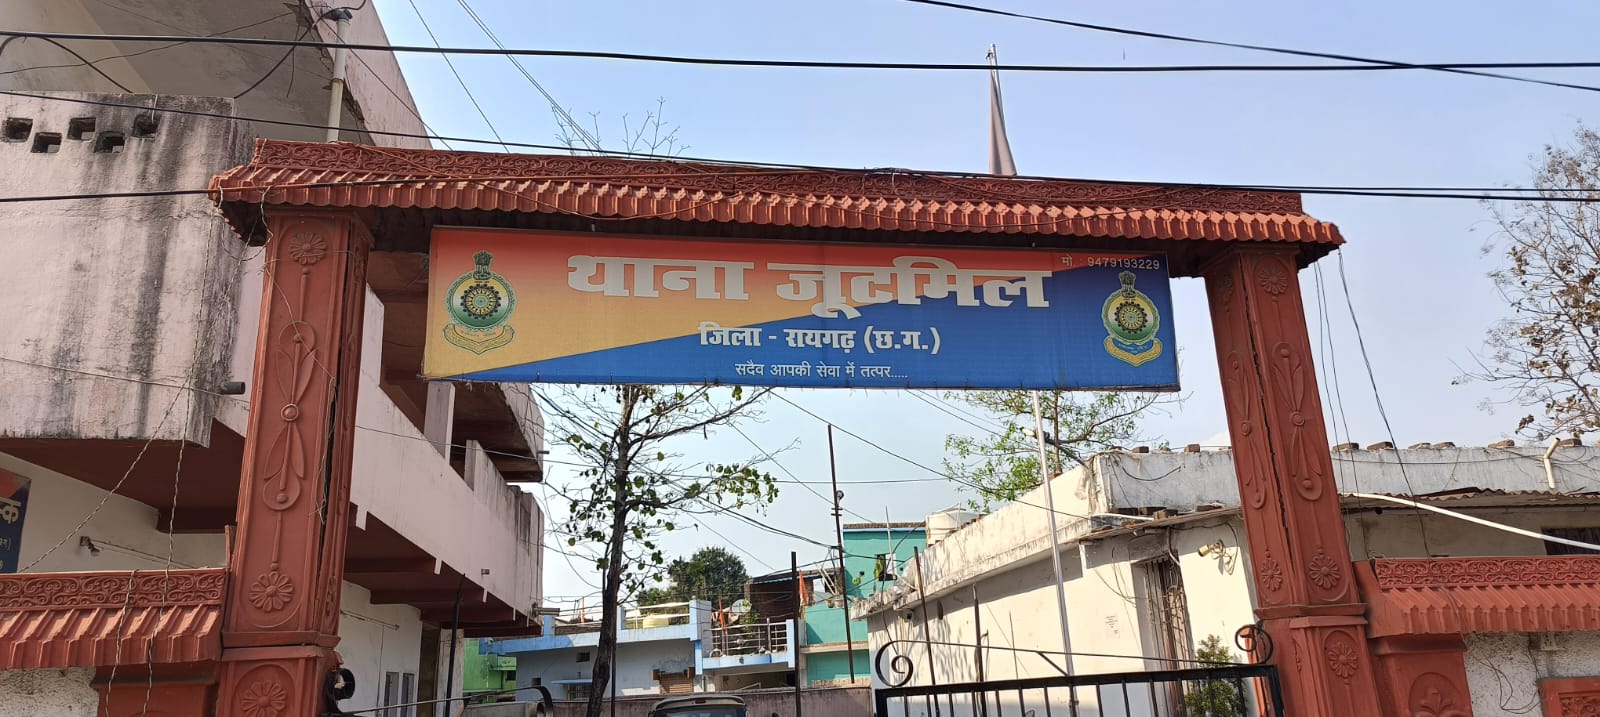 मो : 9479193229
थाना जूटमिल
जिला - रायगढ़ (छ.ग.)
सदैव आपकी सेवा में तत्पर.....